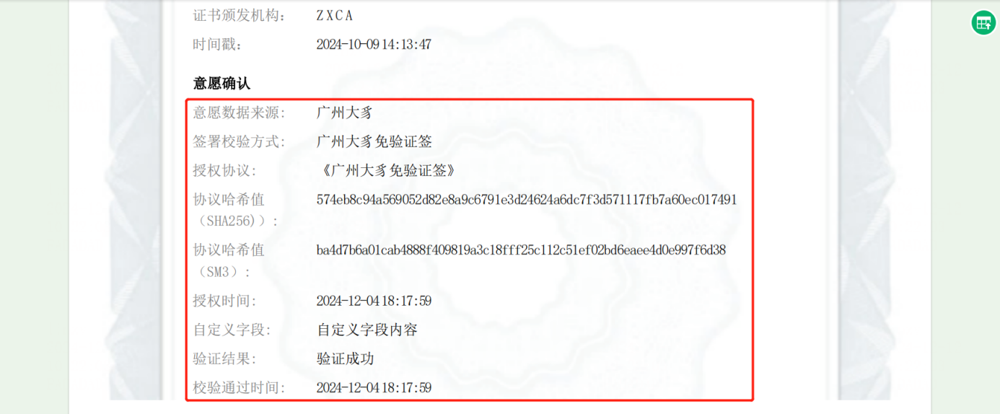 证书颁发机构： ZXCA
时间戳： 2024-10-09 14:13:47
意愿确认
意愿数据来源: 广州大豸
签署校验方式: 广州大豸免验证签
授权协议: 《广州大豸免验证签》
协议哈希值 574eb8c94a569052d82e8a9c6791e3d24624a6dc7f3d571117fb7a60ec017491
（SHA256)）:
协议哈希值 ba4d7b6a01cab4888f409819a3c18fff25c112c51ef02bd6eaee4d0e997f6d38
（SM3）:
授权时间: 2024-12-04 18:17:59
自定义字段: 自定义字段内容
验证结果: 验证成功
校验通过时间: 2024-12-04 18:17:59